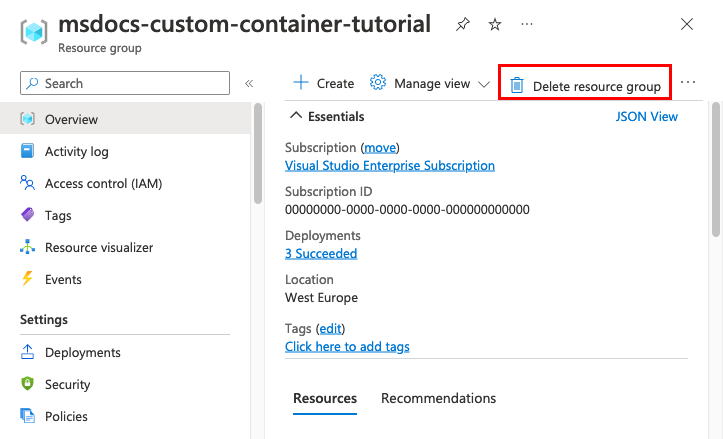 msdocs-custom-container-tutorial
Resource group
Search
Overview
Activity log
Access control (IAM)
Tags
Resource visualizer
Events
Settings
Deployments
Security
Policies
Create
Manage view
Delete resource group
Essentials
JSON View
Subscription (move)
Visual Studio Enterprise Subscription
Subscription ID
00000000-0000-0000-0000-000000000000
Deployments
3 Succeeded
Location
West Europe
Tags (edit)
Click here to add tags
Resources
Recommendations